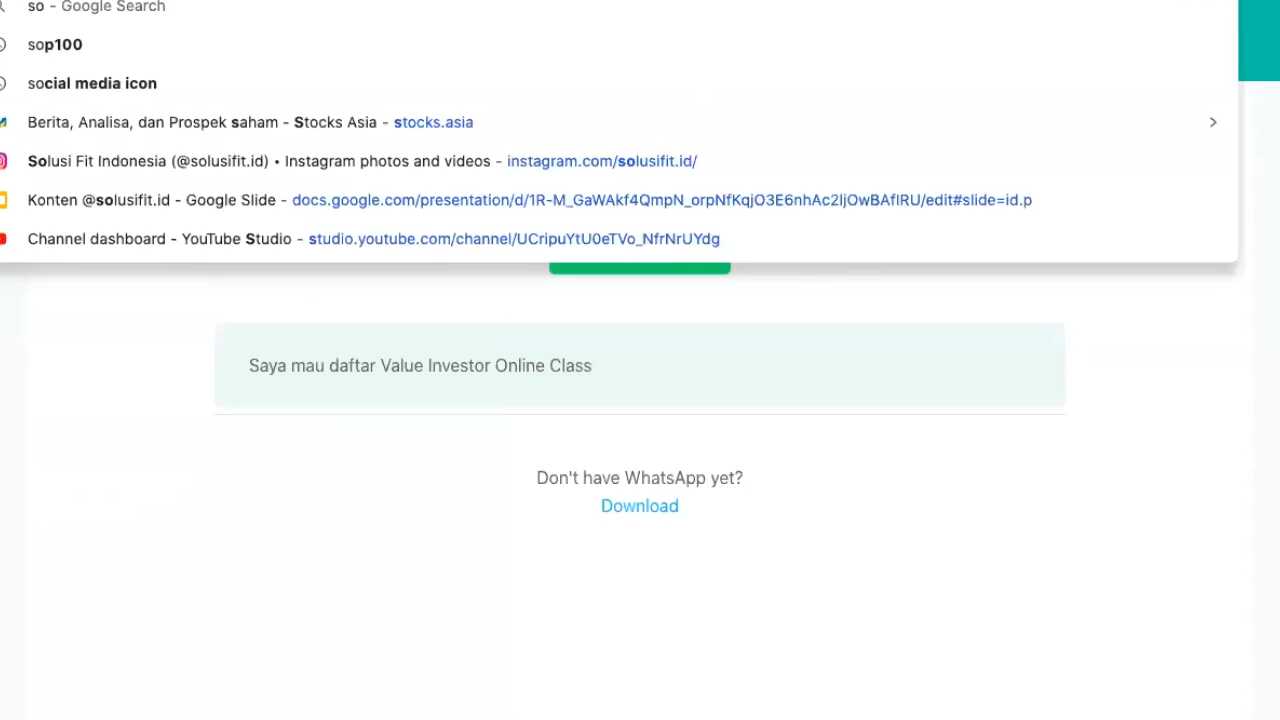 so - Google Search
sop100
social media icon
Berita, Analisa, dan Prospek saham - Stocks Asia - stocks.asia
Solusi Fit Indonesia (@solusifit.id) • Instagram photos and videos - instagram.com/solusifit.id/
Konten @solusifit.id - Google Slide - docs.google.com/presentation/d/1R-M_GaWAkf4QmpN_orpNfKqjO3E6nhAc2IjOwBAfIRU/edit#slide=id.p
Channel dashboard - YouTube Studio - studio.youtube.com/channel/UCripuYtU0eTVo_NfrNrUYdg
Saya mau daftar Value Investor Online Class
Don't have WhatsApp yet?
Download